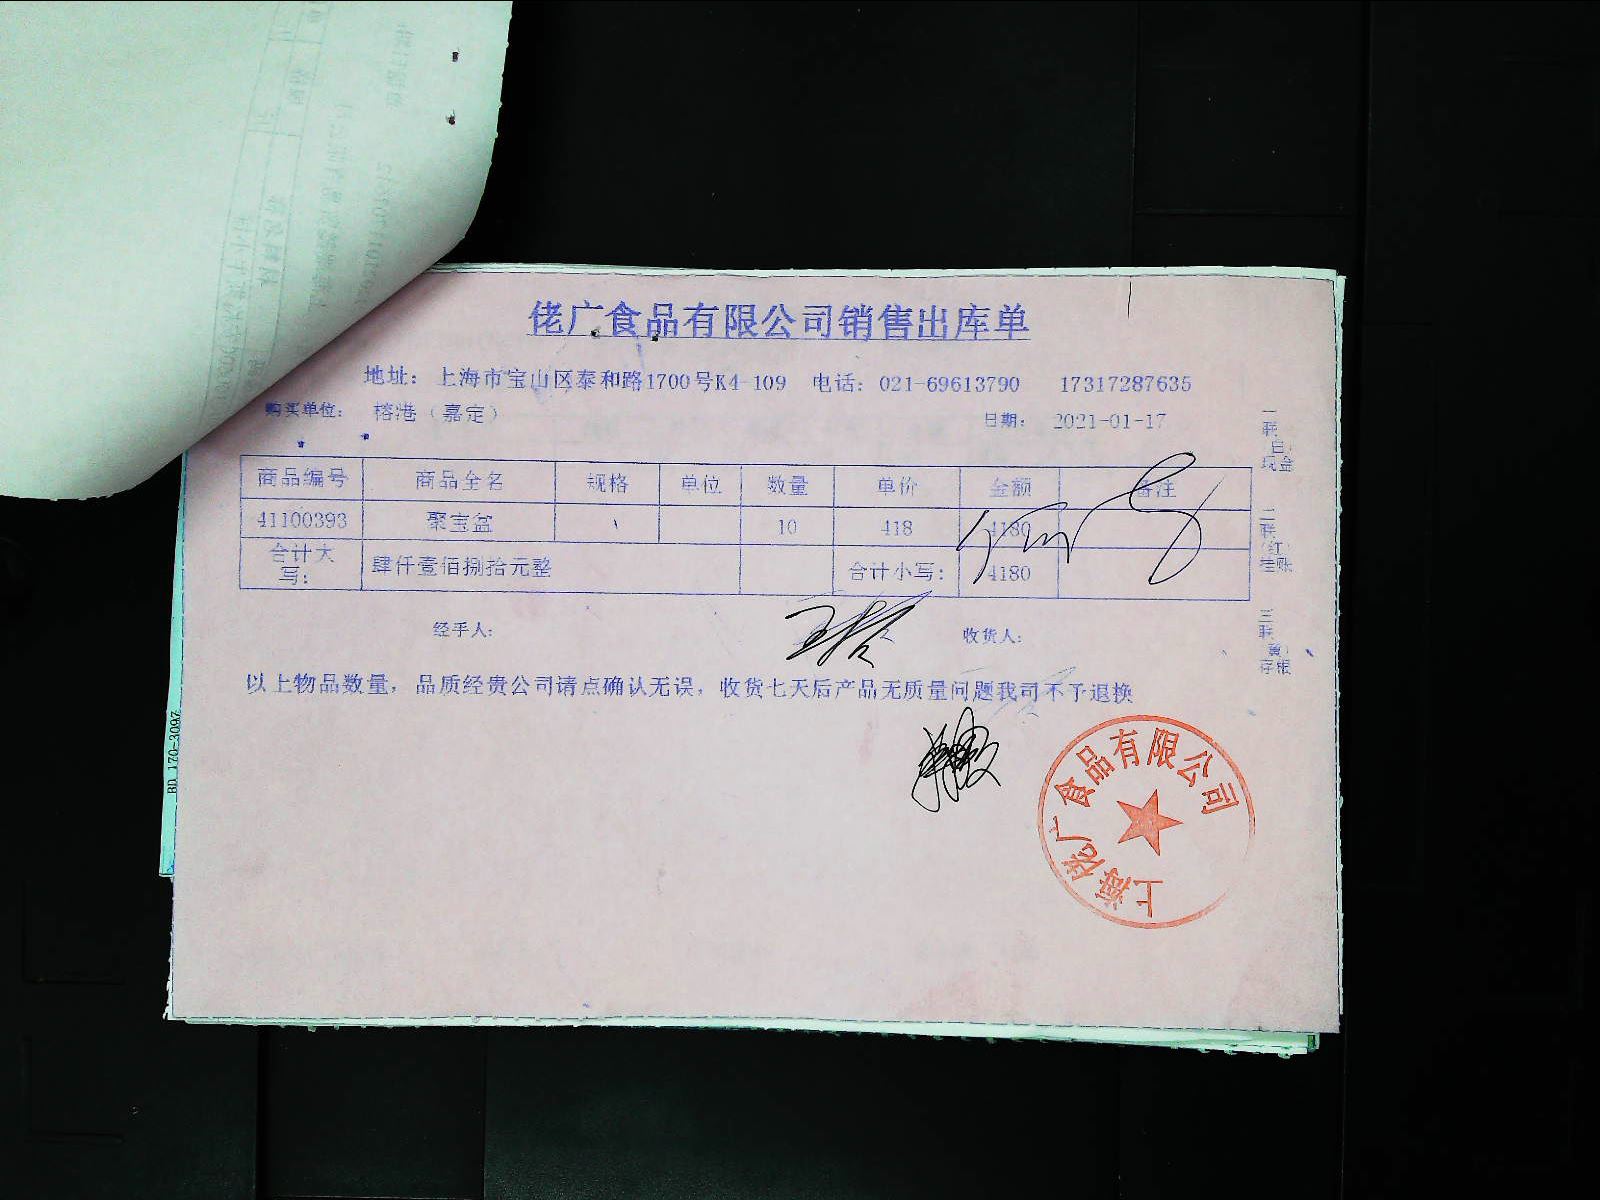 佬广食品有限公司销售出库单
地址: 上海市宝山区泰和路1700号K4-109 电话: 021-69613790 17317287635
购买单位: 榕港（嘉定） 日期: 2021-01-17
商品编号 商品全名 规格 单位 数量 单价 金额 备注
41100393 聚宝盆 10 418 4180
合计大写: 肆仟壹佰捌拾元整 合计小写: 4180
经手人: 收货人:
以上物品数量，品质经贵公司请点确认无误，收货七天后产品无质量问题我司不予退换
一联（白）现金
二联（红）挂账
三联（黄）存根
上海佬广食品有限公司
BD 170-3097